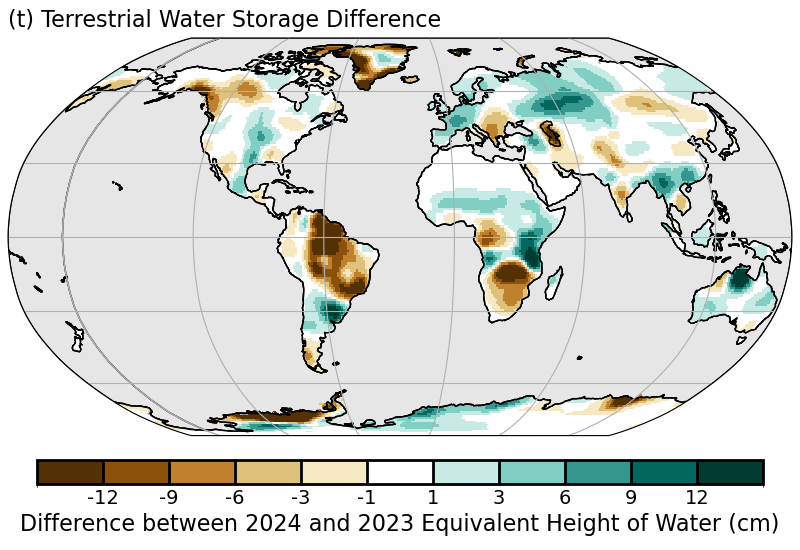 (t) Terrestrial Water Storage Difference
-12 -9 -6 -3 -1 1 3 6 9 12
Difference between 2024 and 2023 Equivalent Height of Water (cm)